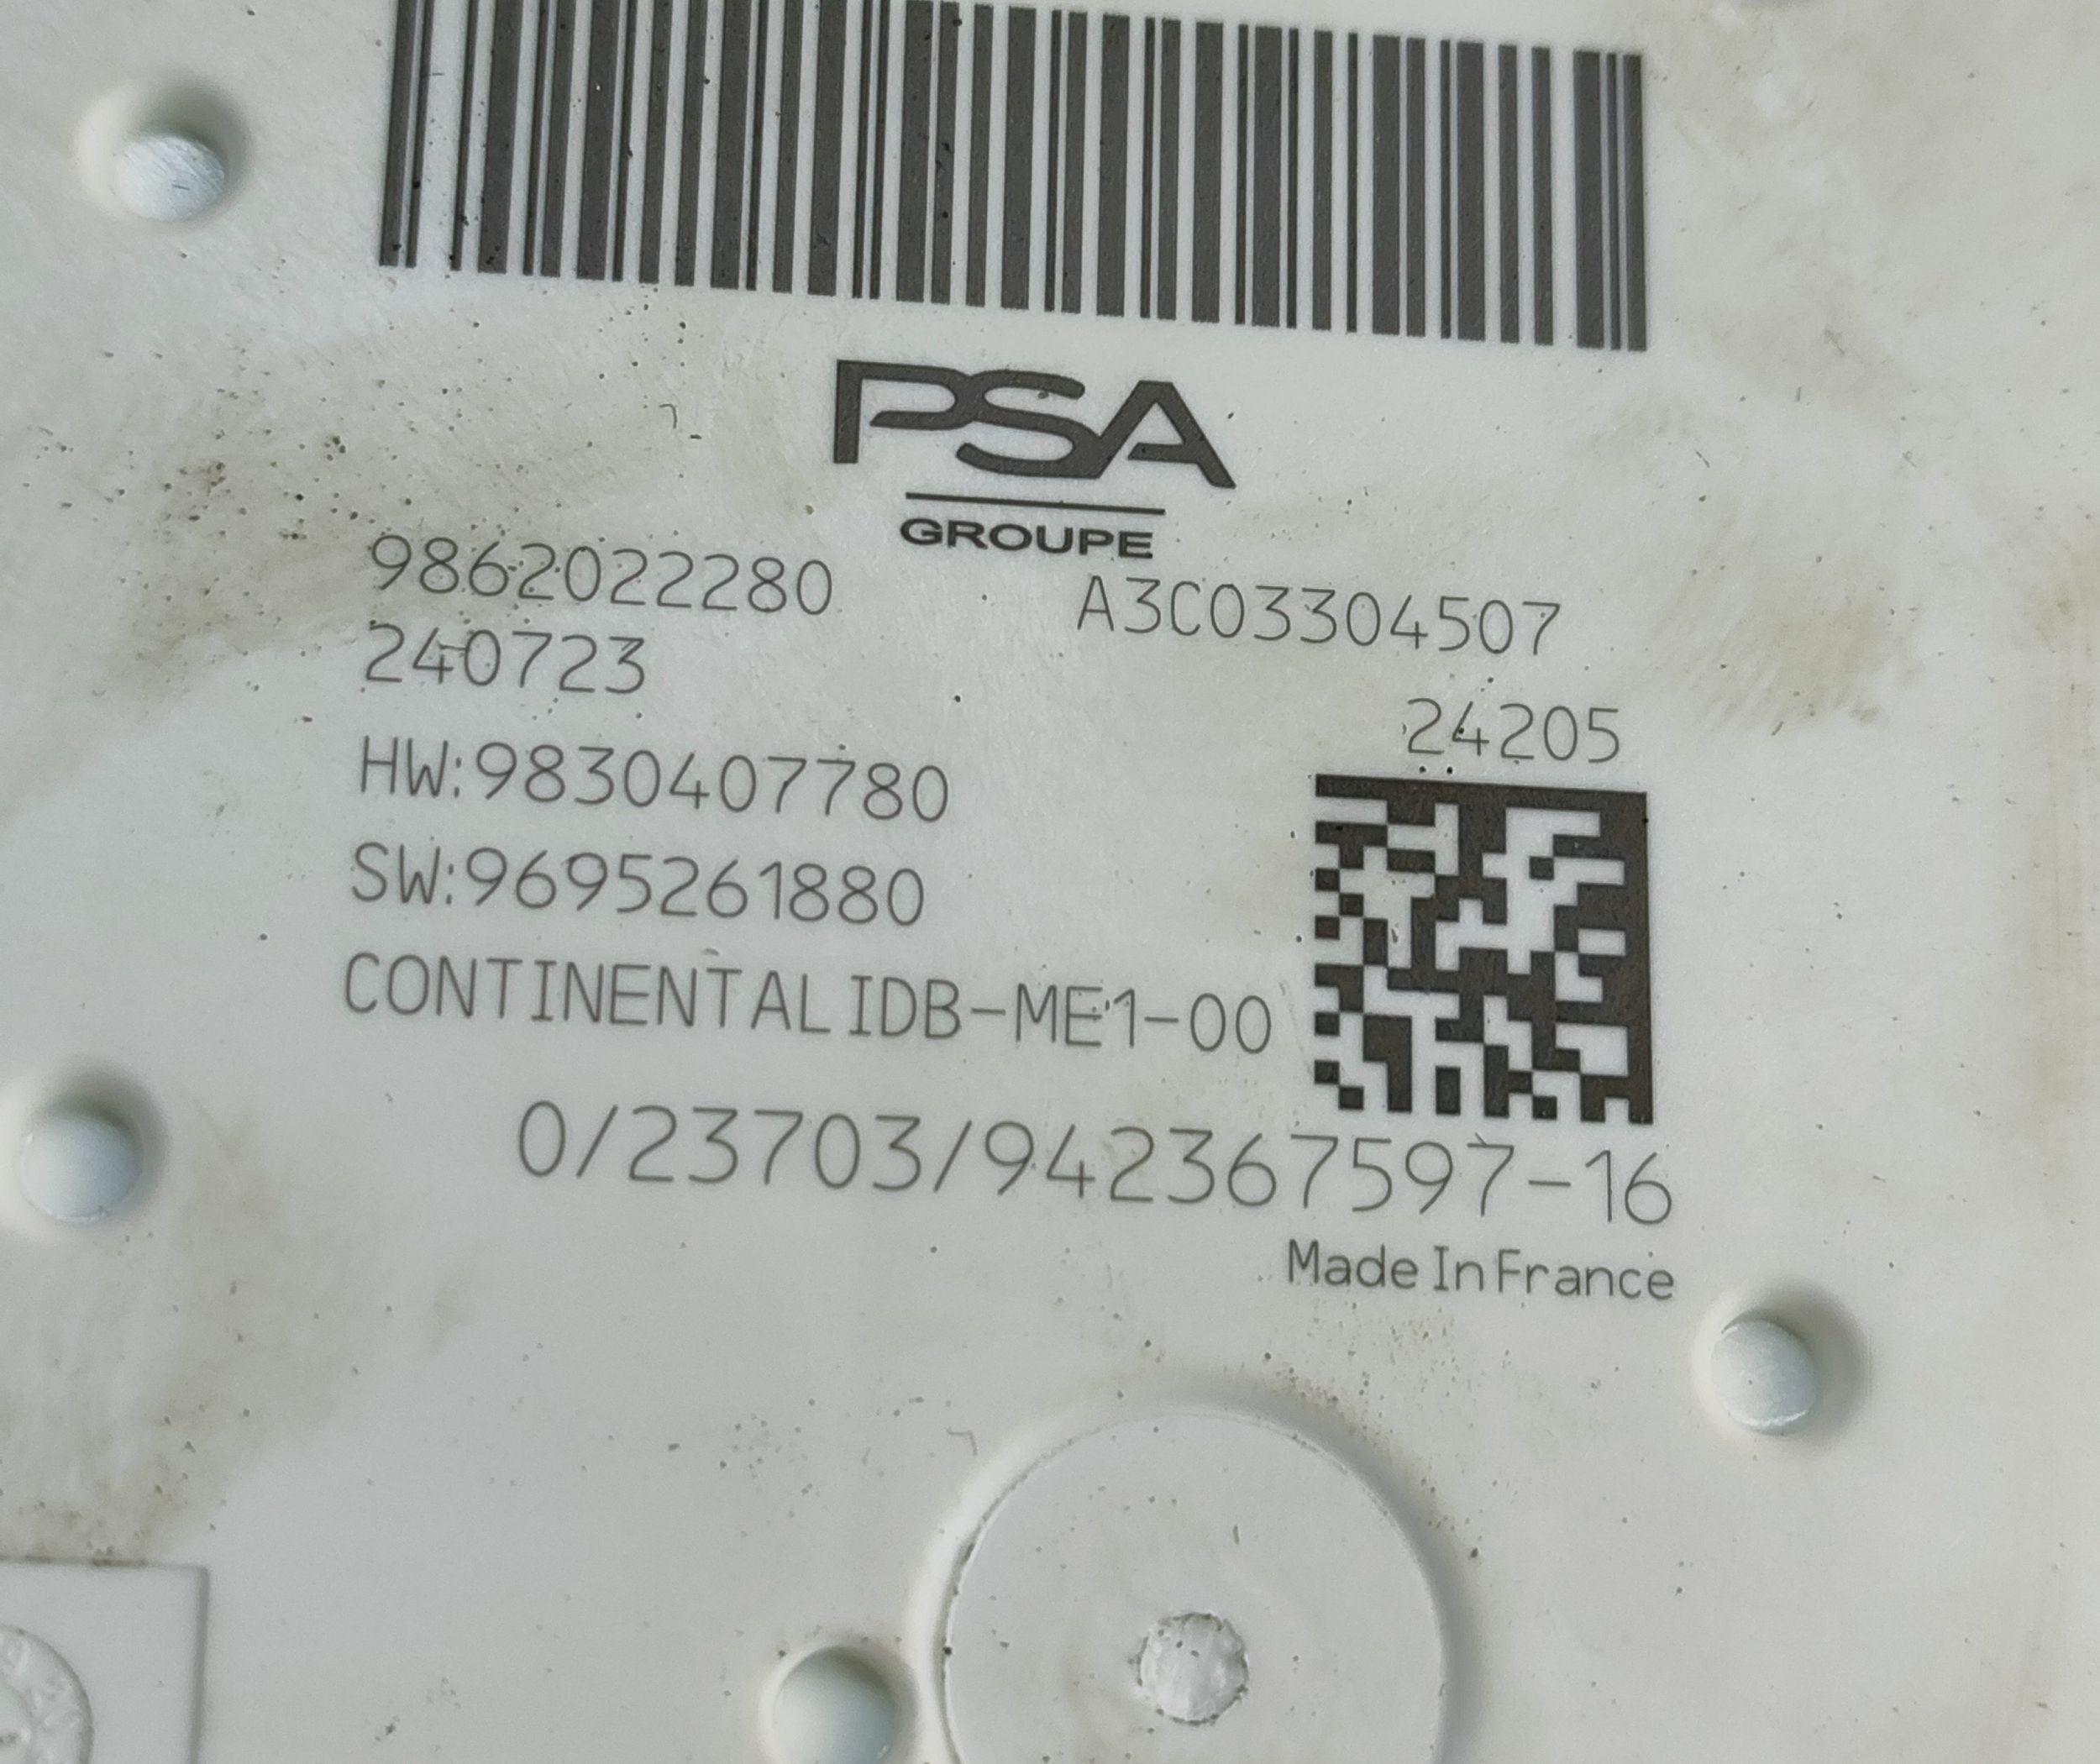 PSA
GROUPE
9862022280
A3C03304507
240723
24205
HW:9830407780
SW:9695261880
CONTINENTAL IDB-ME1-00
0/23703/942367597-16
Made In France